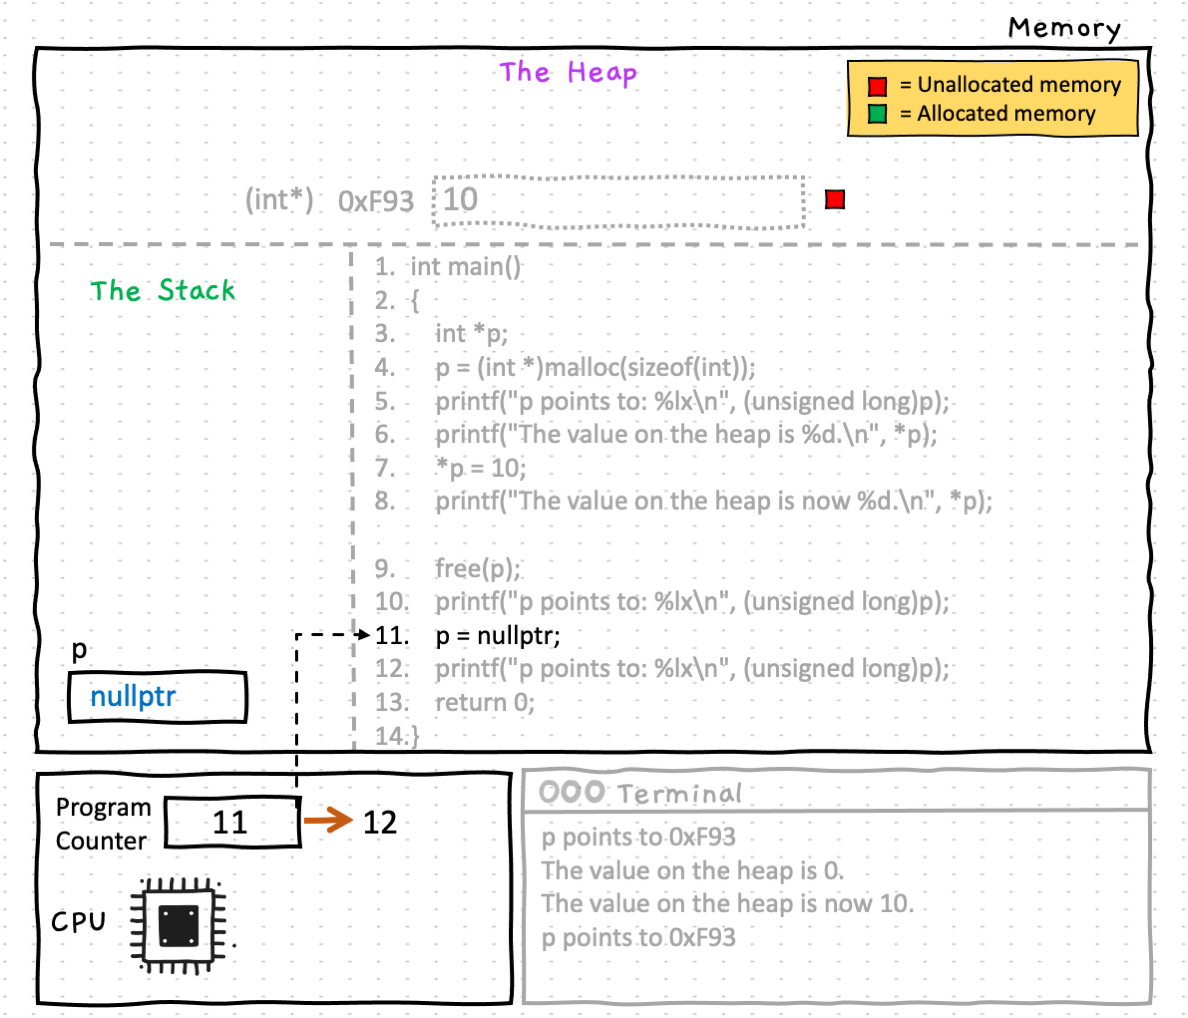 Memory
The Heap
= Unallocated memory
= Allocated memory
(int*) 0xF93 10
The Stack
1. int main()
2. {
3. int *p;
4. p = (int *)malloc(sizeof(int));
5. printf("p points to: %lx\n", (unsigned long)p);
6. printf("The value on the heap is %d.\n", *p);
7. *p = 10;
8. printf("The value on the heap is now %d.\n", *p);
9. free(p);
10. printf("p points to: %lx\n", (unsigned long)p);
11. p = nullptr;
12. printf("p points to: %lx\n", (unsigned long)p);
13. return 0;
14.}
p
nullptr
Program
Counter
11
12
CPU
Terminal
p points to 0xF93
The value on the heap is 0.
The value on the heap is now 10.
p points to 0xF93